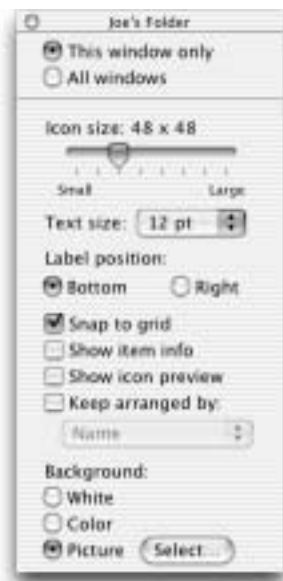 Joe's Folder
This window only
All windows
Icon size: 48 x 48
Small Large
Text size: 12 pt
Label position:
Bottom Right
Snap to grid
Show item info
Show icon preview
Keep arranged by:
Name
Background:
White
Color
Picture Select...